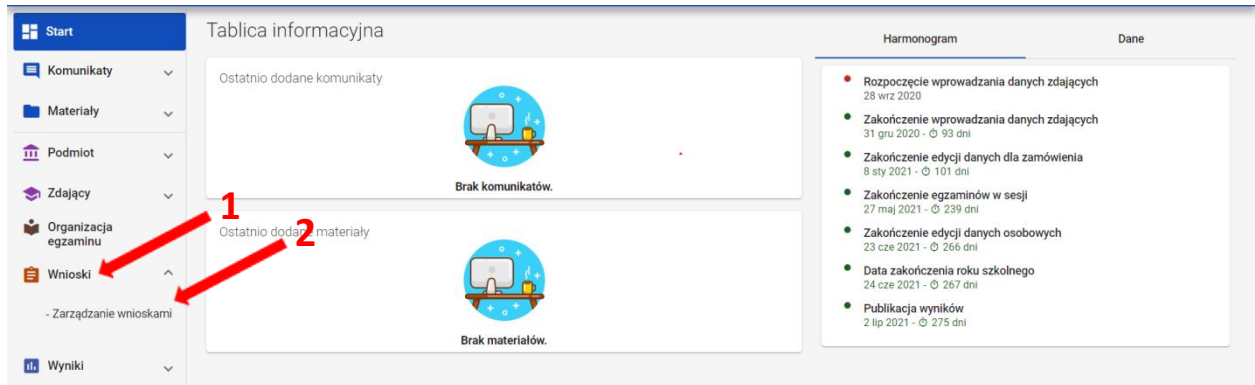 Start
Komunikaty
Materiały
Podmiot
Zdający
Organizacja
egzaminu
Wnioski
- Zarządzanie wnioskami
Wyniki
1
2
Tablica informacyjna
Ostatnio dodane komunikaty
Brak komunikatów.
Ostatnio dodane materiały
Brak materiałów.
Harmonogram
Dane
Rozpoczęcie wprowadzania danych zdających
28 wrz 2020
Zakończenie wprowadzania danych zdających
31 gru 2020 - 93 dni
Zakończenie edycji danych dla zamówienia
8 sty 2021 - 101 dni
Zakończenie egzaminów w sesji
27 maj 2021 - 239 dni
Zakończenie edycji danych osobowych
23 cze 2021 - 266 dni
Data zakończenia roku szkolnego
24 cze 2021 - 267 dni
Publikacja wyników
2 lip 2021 - 275 dni